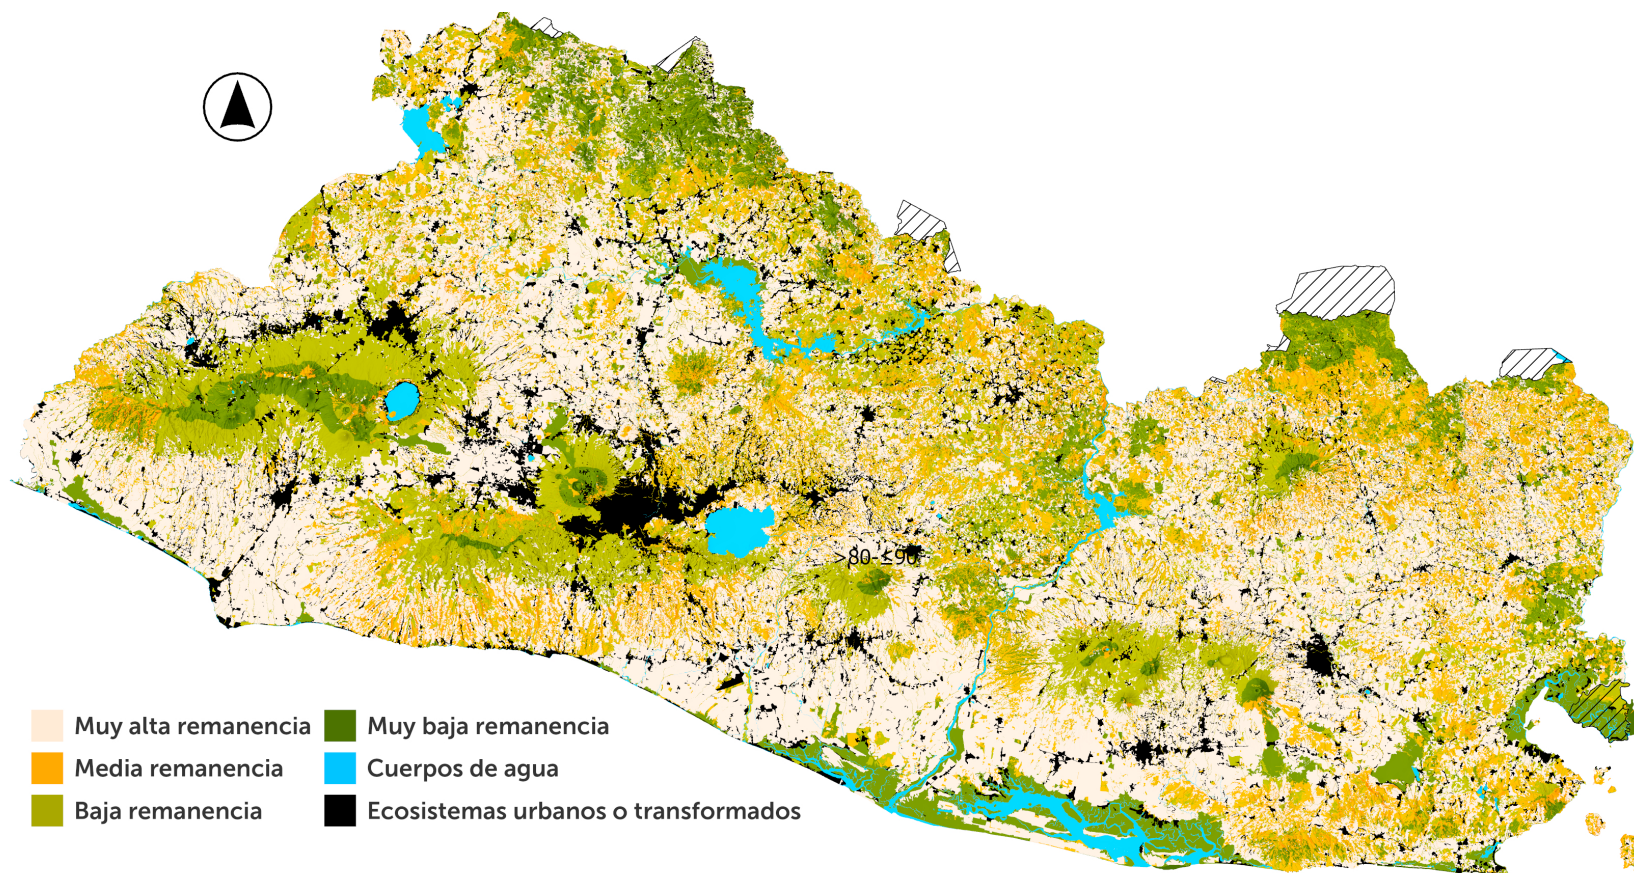 >80-≤90
Muy alta remanencia
Media remanencia
Baja remanencia
Muy baja remanencia
Cuerpos de agua
Ecosistemas urbanos o transformados